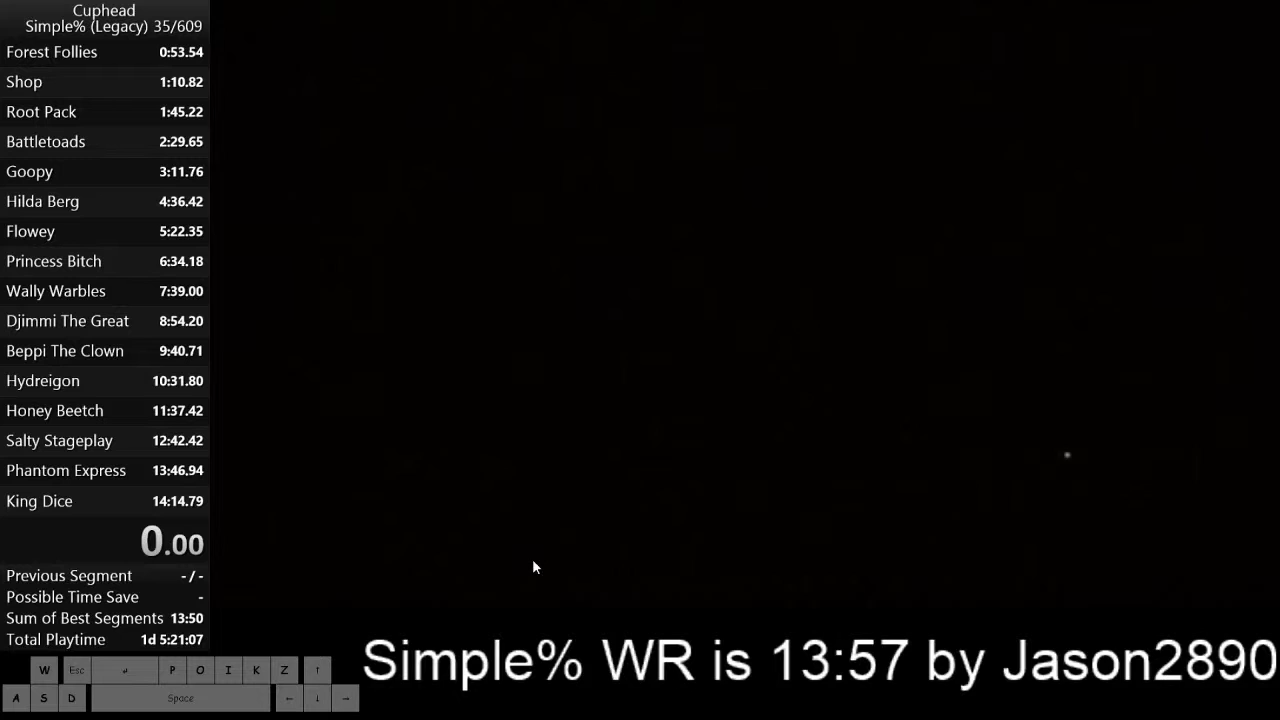 Cuphead
Simple% (Legacy) 35/609
Forest Follies 0:53.54
Shop 1:10.82
Root Pack 1:45.22
Battletoads 2:29.65
Goopy 3:11.76
Hilda Berg 4:36.42
Flowey 5:22.35
Princess Bitch 6:34.18
Wally Warbles 7:39.00
Djimmi The Great 8:54.20
Beppi The Clown 9:40.71
Hydreigon 10:31.80
Honey Beetch 11:37.42
Salty Stageplay 12:42.42
Phantom Express 13:46.94
King Dice 14:14.79
0.00
Previous Segment - / -
Possible Time Save -
Sum of Best Segments 13:50
Total Playtime 1d 5:21:07
W Esc ↵ P O I K Z ↑
A S D Space ← ↓ →
Simple% WR is 13:57 by Jason2890